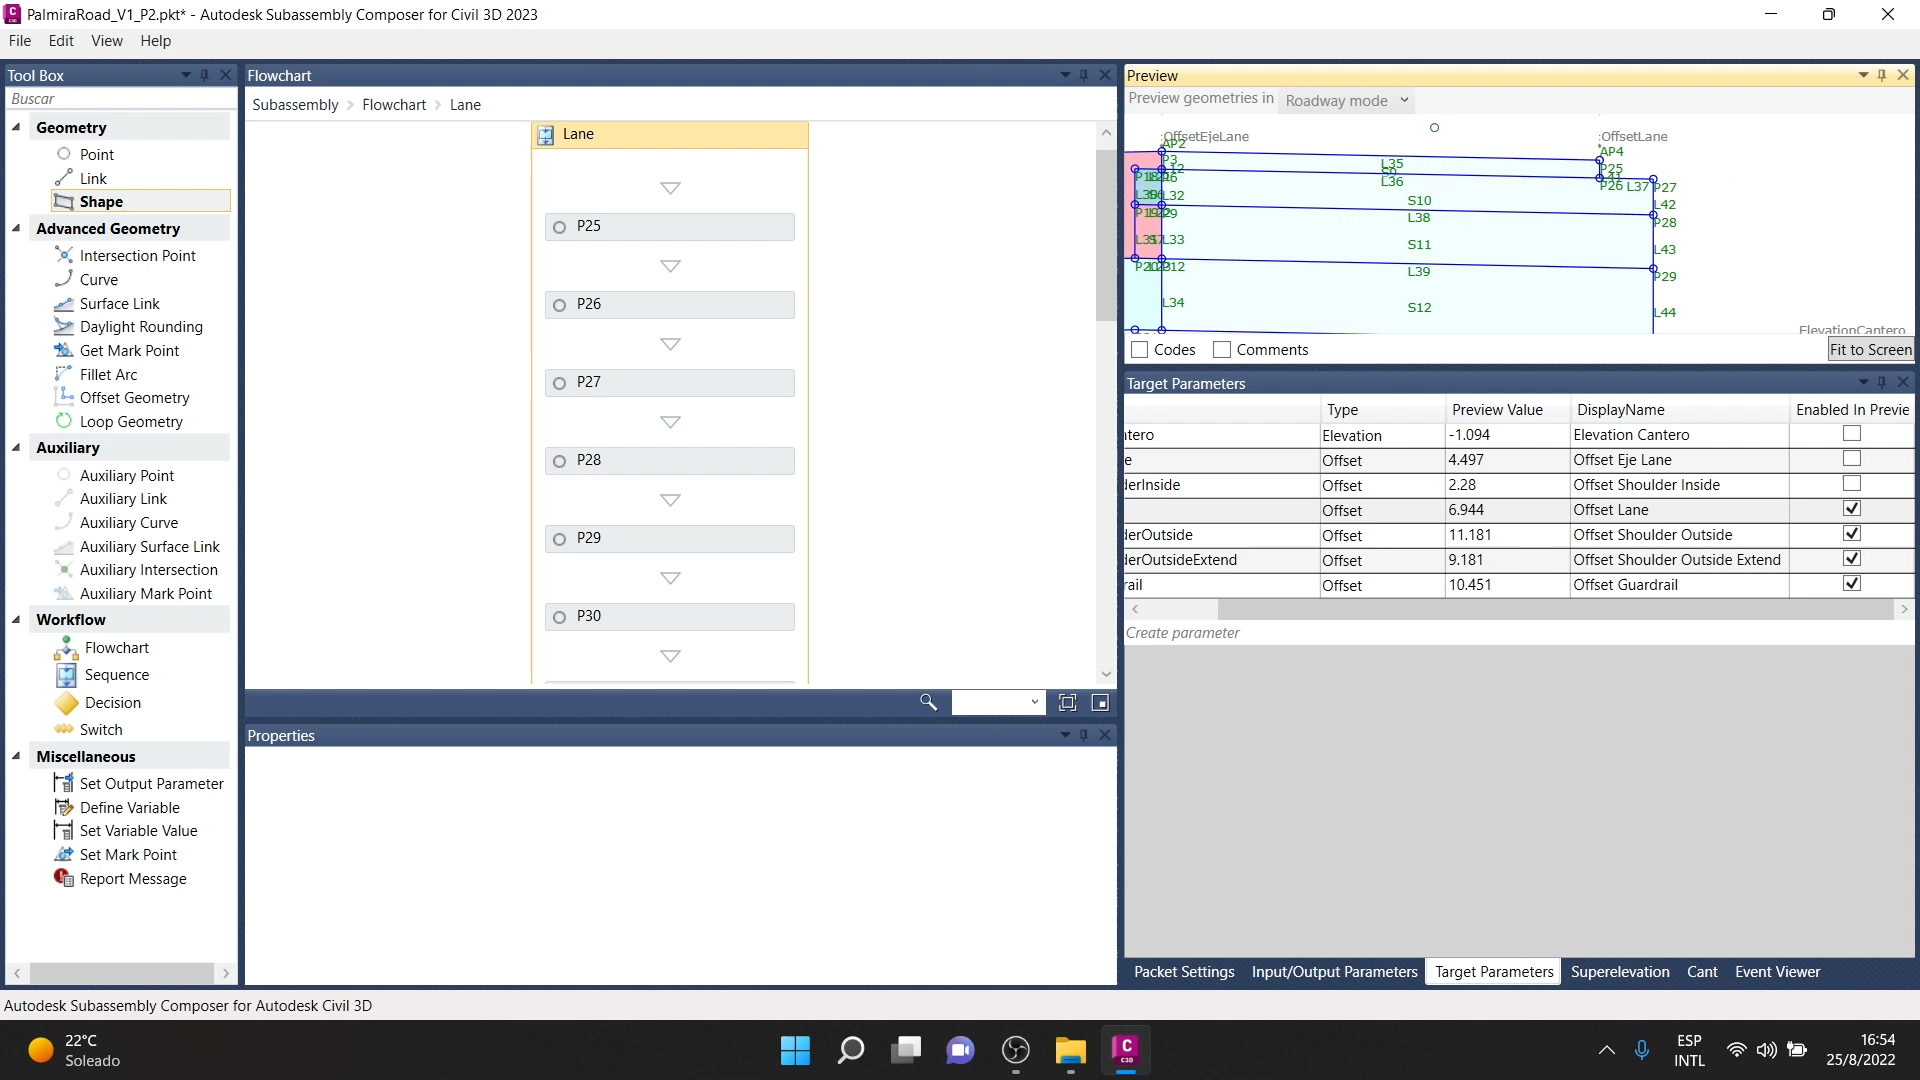 PalmiraRoad_V1_P2.pkt* - Autodesk Subassembly Composer for Civil 3D 2023
File Edit View Help
Tool Box
Buscar
Geometry
Point
Link
Shape
Advanced Geometry
Intersection Point
Curve
Surface Link
Daylight Rounding
Get Mark Point
Fillet Arc
Offset Geometry
Loop Geometry
Auxiliary
Auxiliary Point
Auxiliary Link
Auxiliary Curve
Auxiliary Surface Link
Auxiliary Intersection
Auxiliary Mark Point
Workflow
Flowchart
Sequence
Decision
Switch
Miscellaneous
Set Output Parameter
Define Variable
Set Variable Value
Set Mark Point
Report Message
Flowchart
Subassembly > Flowchart > Lane
Lane
P25
P26
P27
P28
P29
P30
Properties
Preview
Preview geometries in Roadway mode
:OffsetEjeLane :OffsetLane
AP2 AP4
P3 L35 P25
L36 P26 L37 P27
L32 S10 L42
L38 P28
L33 S11 L43
P12 L39 P29
L34 S12 L44
ElevationCantero
Codes Comments Fit to Screen
Target Parameters
Type Preview Value DisplayName Enabled In Previe
ntero Elevation -1.094 Elevation Cantero
e Offset 4.497 Offset Eje Lane
derInside Offset 2.28 Offset Shoulder Inside
Offset 6.944 Offset Lane
derOutside Offset 11.181 Offset Shoulder Outside
derOutsideExtend Offset 9.181 Offset Shoulder Outside Extend
rail Offset 10.451 Offset Guardrail
Create parameter
Packet Settings Input/Output Parameters Target Parameters Superelevation Cant Event Viewer
Autodesk Subassembly Composer for Autodesk Civil 3D
22°C
Soleado
C
C3D
ESP
INTL
16:54
25/8/2022